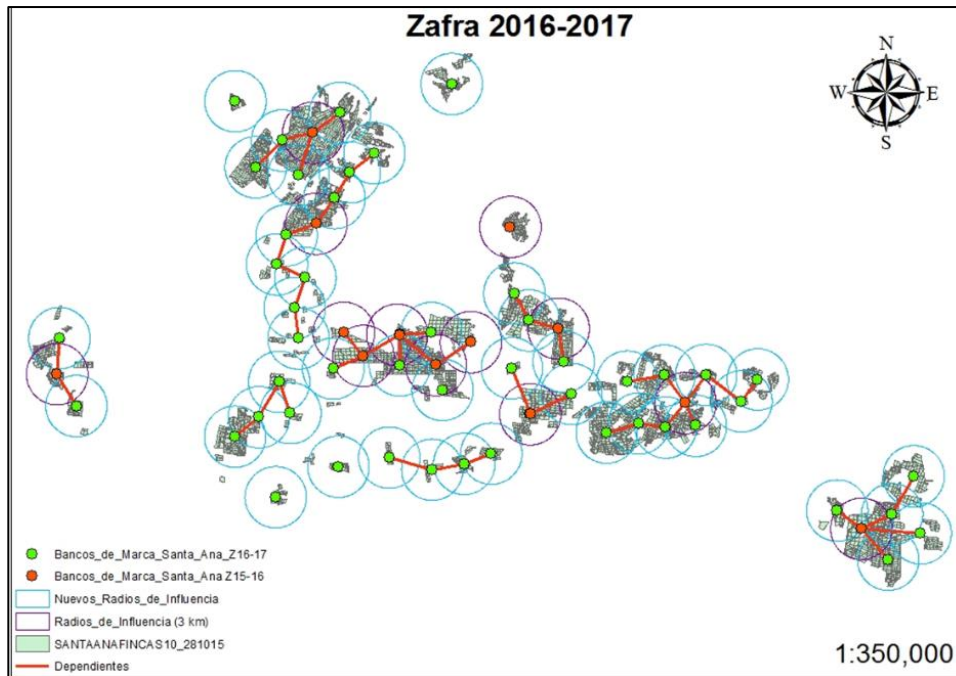 Zafra 2016-2017
N
W E
S
Bancos_de_Marca_Santa_Ana_Z16-17
Bancos_de_Marca_Santa_Ana Z15-16
Nuevos_Radios_de_Influencia
Radios_de_Influencia (3 km)
SANTAANAFINCAS10_281015
Dependientes
1:350,000